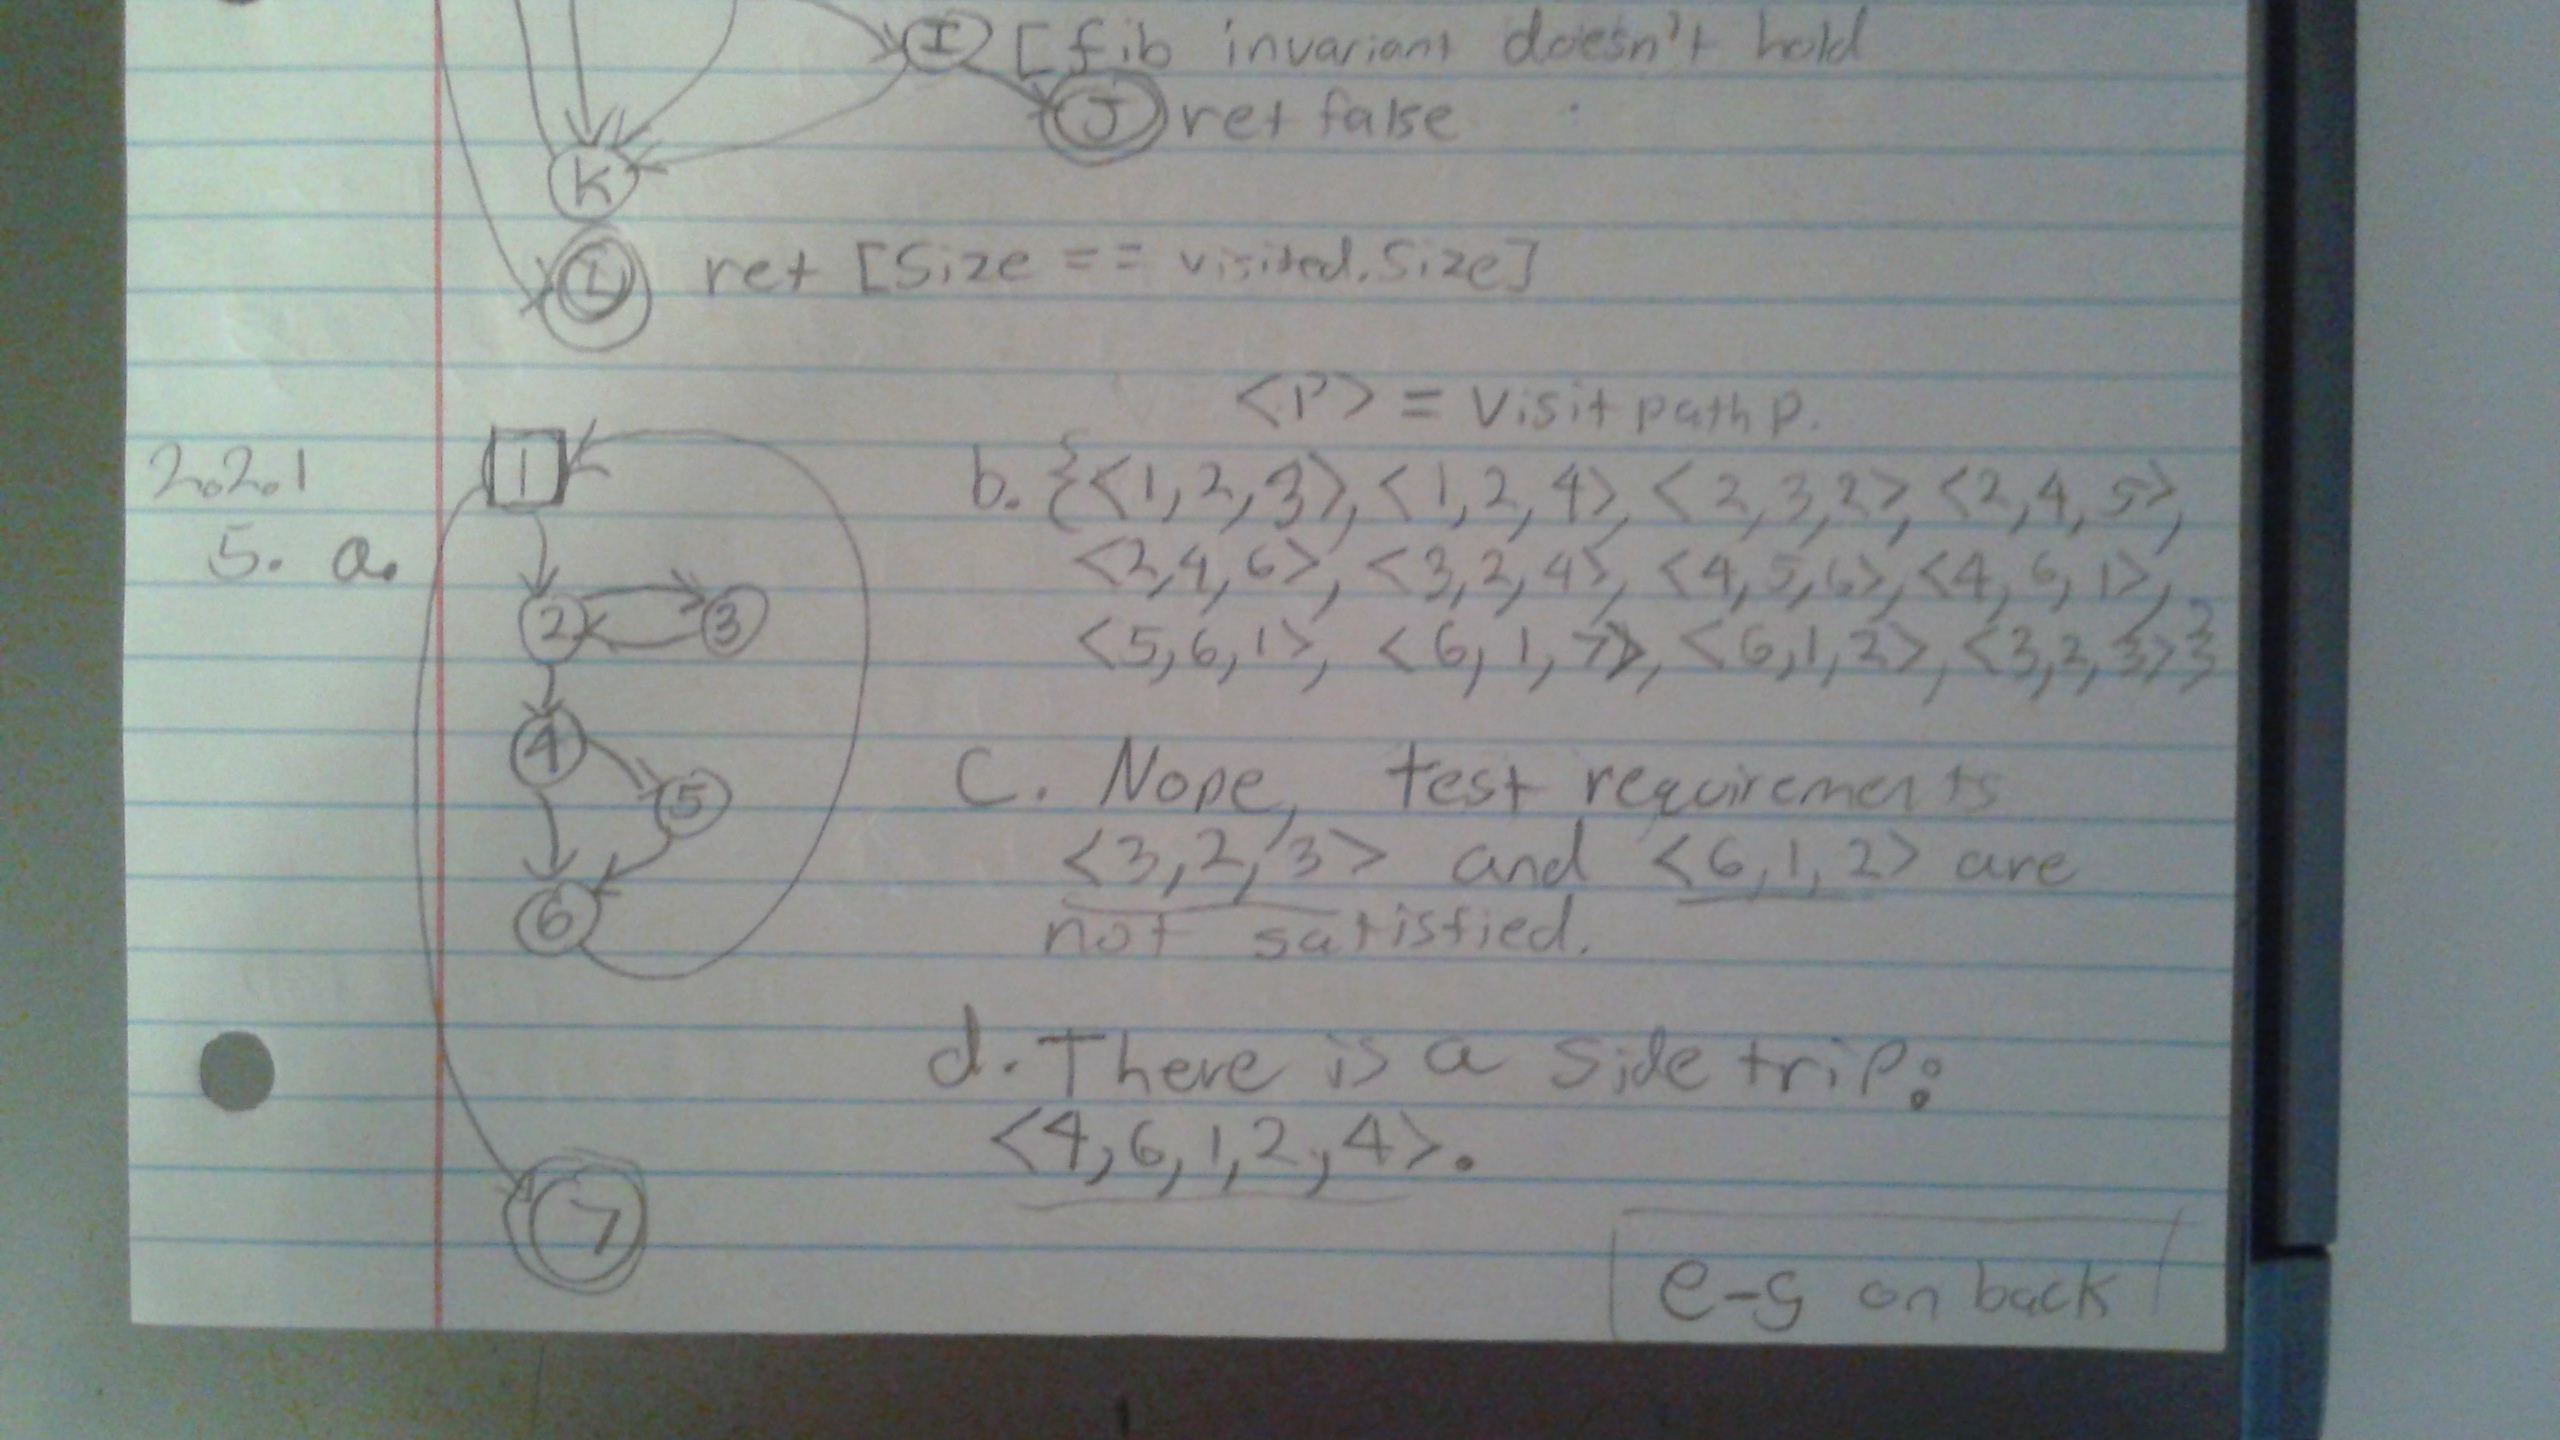 I [fib invariant doesn't hold
J ret false
K
L ret [Size == visited.size]
<P> = visit path p.
2.2.1
5. a.
1
2
3
4
5
6
7
b. {<1,2,3>, <1,2,4>, <2,3,2>, <2,4,5>,
<2,4,6>, <3,2,4>, <4,5,6>, <4,6,1>,
<5,6,1>, <6,1,7>, <6,1,2>, <3,2,3>}
C. Nope, test requirements
<3,2,3> and <6,1,2> are
not satisfied.
d. There is a side trip:
<4,6,1,2,4>.
e-g on back